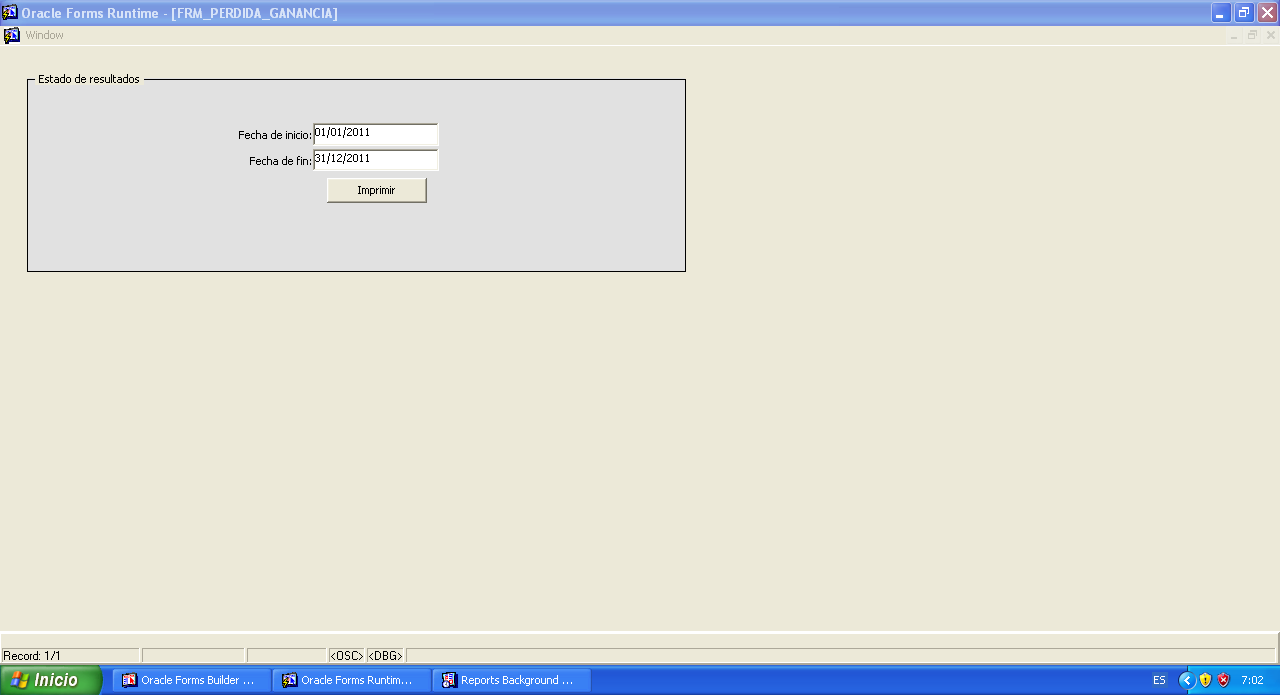 Oracle Forms Runtime - [FRM_PERDIDA_GANANCIA]
Window
Estado de resultados
Fecha de inicio: 01/01/2011
Fecha de fin: 31/12/2011
Imprimir
Record: 1/1 <OSC> <DBG>
Inicio Oracle Forms Builder ... Oracle Forms Runtim... Reports Background ... ES 7:02